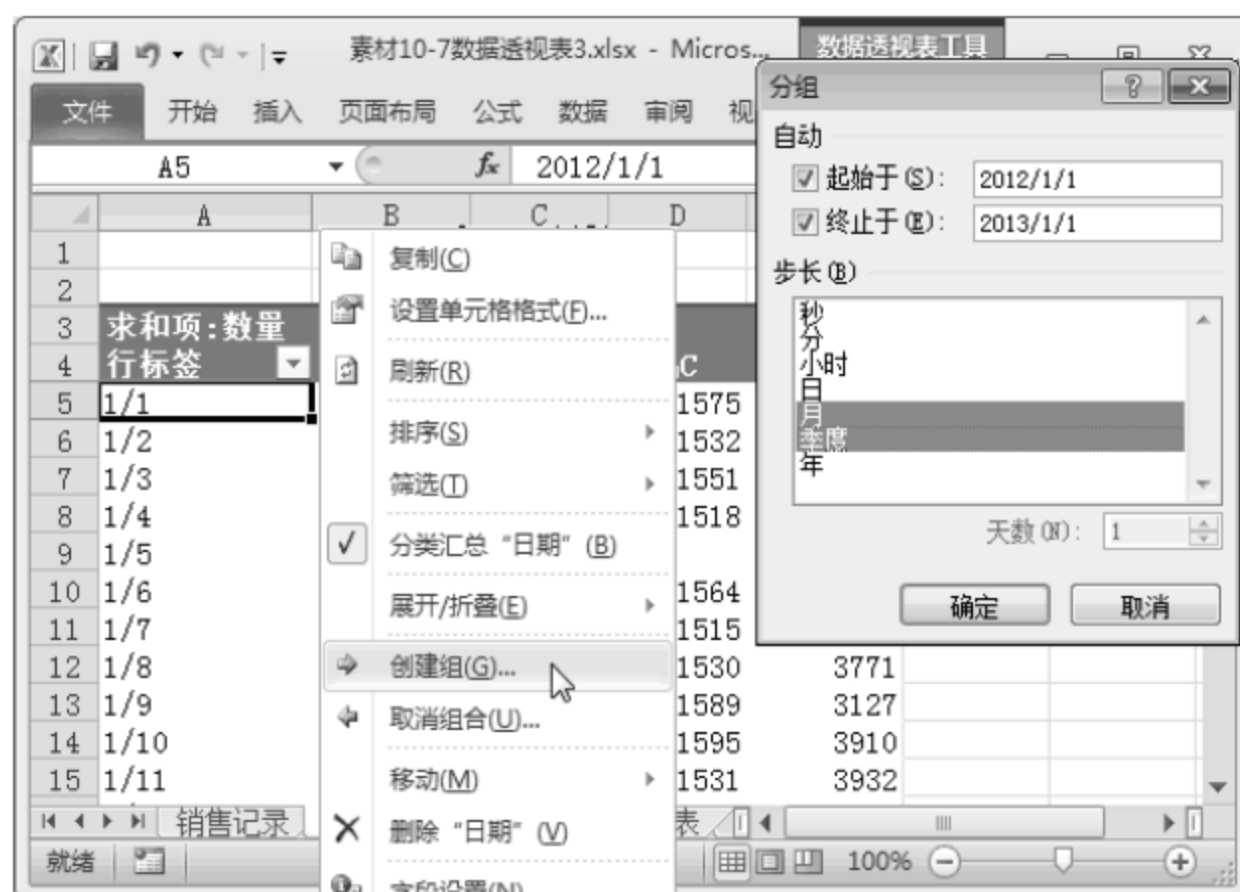 素材10-7数据透视表3.xlsx - Micros... 数据透视表工具
文件 开始 插入 页面布局 公式 数据 审阅 视
A5 fx 2012/1/1
A B C D
1
2
3 求和项:数量
4 行标签 C
5 1/1 1575
6 1/2 1532
7 1/3 1551
8 1/4 1518
9 1/5
10 1/6 1564
11 1/7 1515
12 1/8 1530 3771
13 1/9 1589 3127
14 1/10 1595 3910
15 1/11 1531 3932
销售记录 表
就绪 100%
复制(C)
设置单元格格式(F)...
刷新(R)
排序(S)
筛选(T)
分类汇总“日期”(B)
展开/折叠(E)
创建组(G)...
取消组合(U)...
移动(M)
删除“日期”(V)
字段设置(N)
分组
自动
起始于(S): 2012/1/1
终止于(E): 2013/1/1
步长(B)
秒
分
小时
日
月
季度
年
天数(N): 1
确定 取消